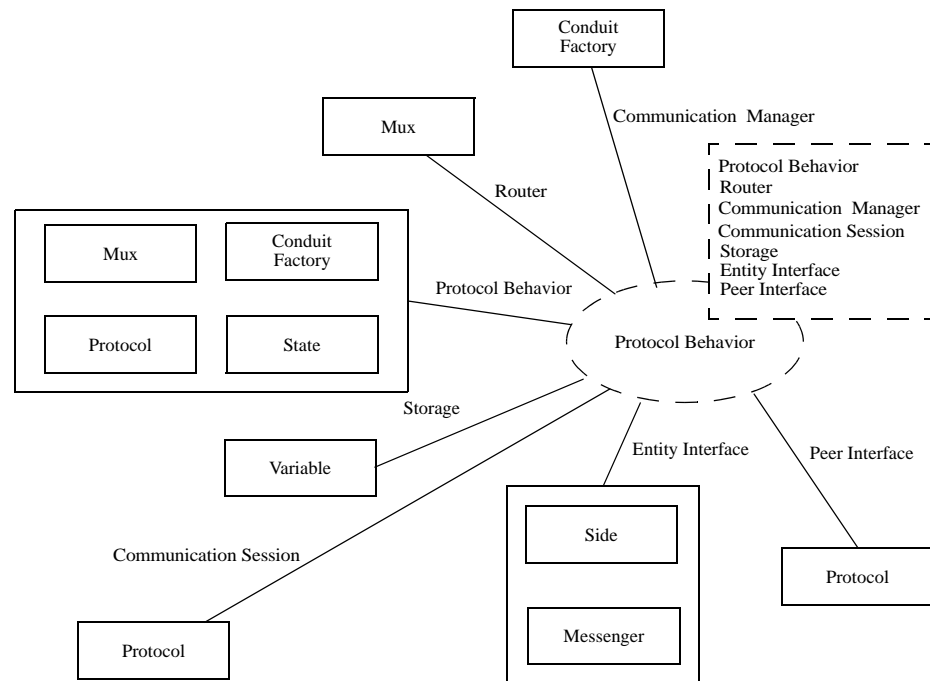 Conduit
Factory
Communication Manager
Mux
Router
Protocol Behavior
Router
Communication Manager
Communication Session
Storage
Entity Interface
Peer Interface
Mux
Conduit
Factory
Protocol
State
Protocol Behavior
Protocol Behavior
Storage
Variable
Entity Interface
Peer Interface
Communication Session
Side
Messenger
Protocol
Protocol